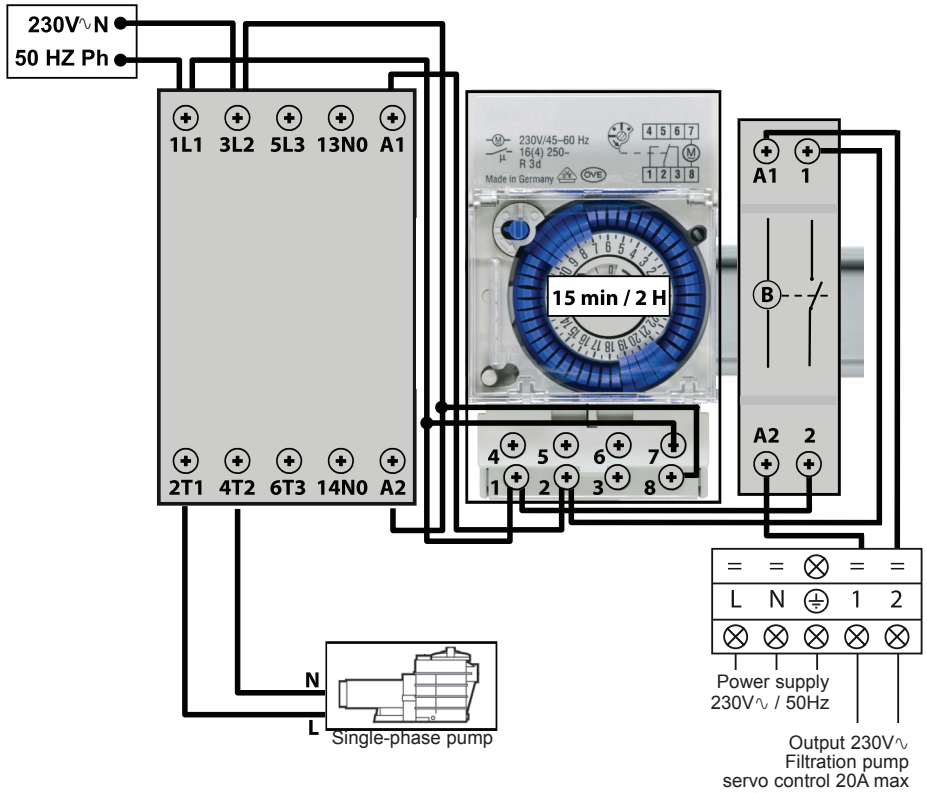 230V∿ N
50 HZ Ph
1L1 3L2 5L3 13N0 A1
2T1 4T2 6T3 14N0 A2
M 230V/45–60 Hz
µ 16(4) 250~
R 3d
Made in Germany ÖVE
4 5 6 7
M
1 2 3 8
15 min / 2 H
4 5 6 7
1 2 3 8
A1 1
B
A2 2
= = = =
L N 1 2
Power supply
230V∿ / 50Hz
Output 230V∿
Filtration pump
servo control 20A max
N
L
Single-phase pump